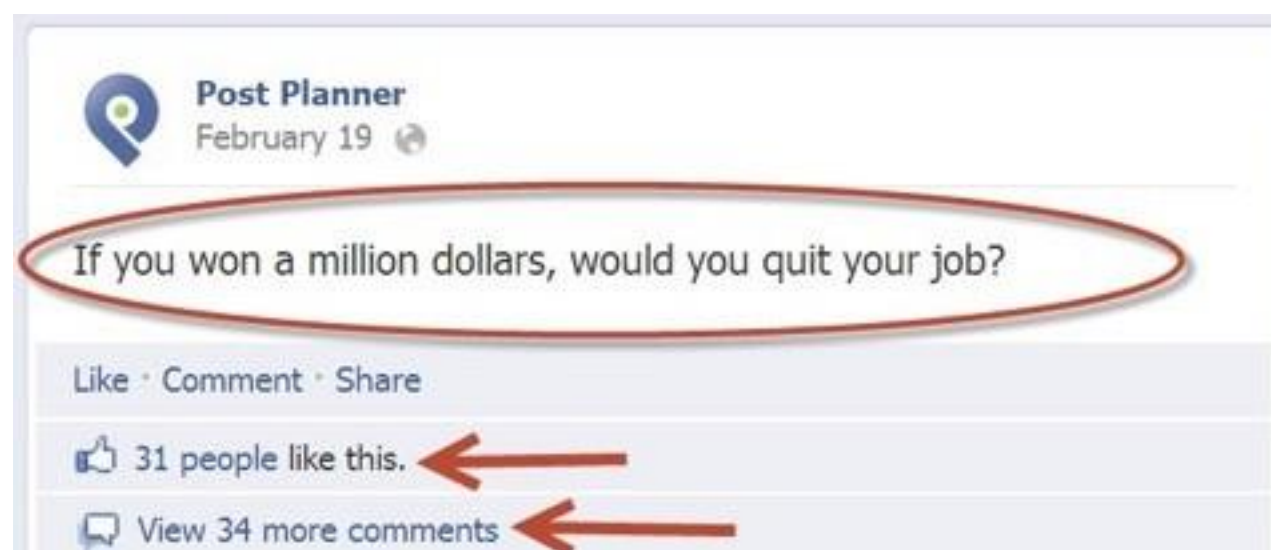 Post Planner
February 19
If you won a million dollars, would you quit your job?
Like · Comment · Share
31 people like this.
View 34 more comments